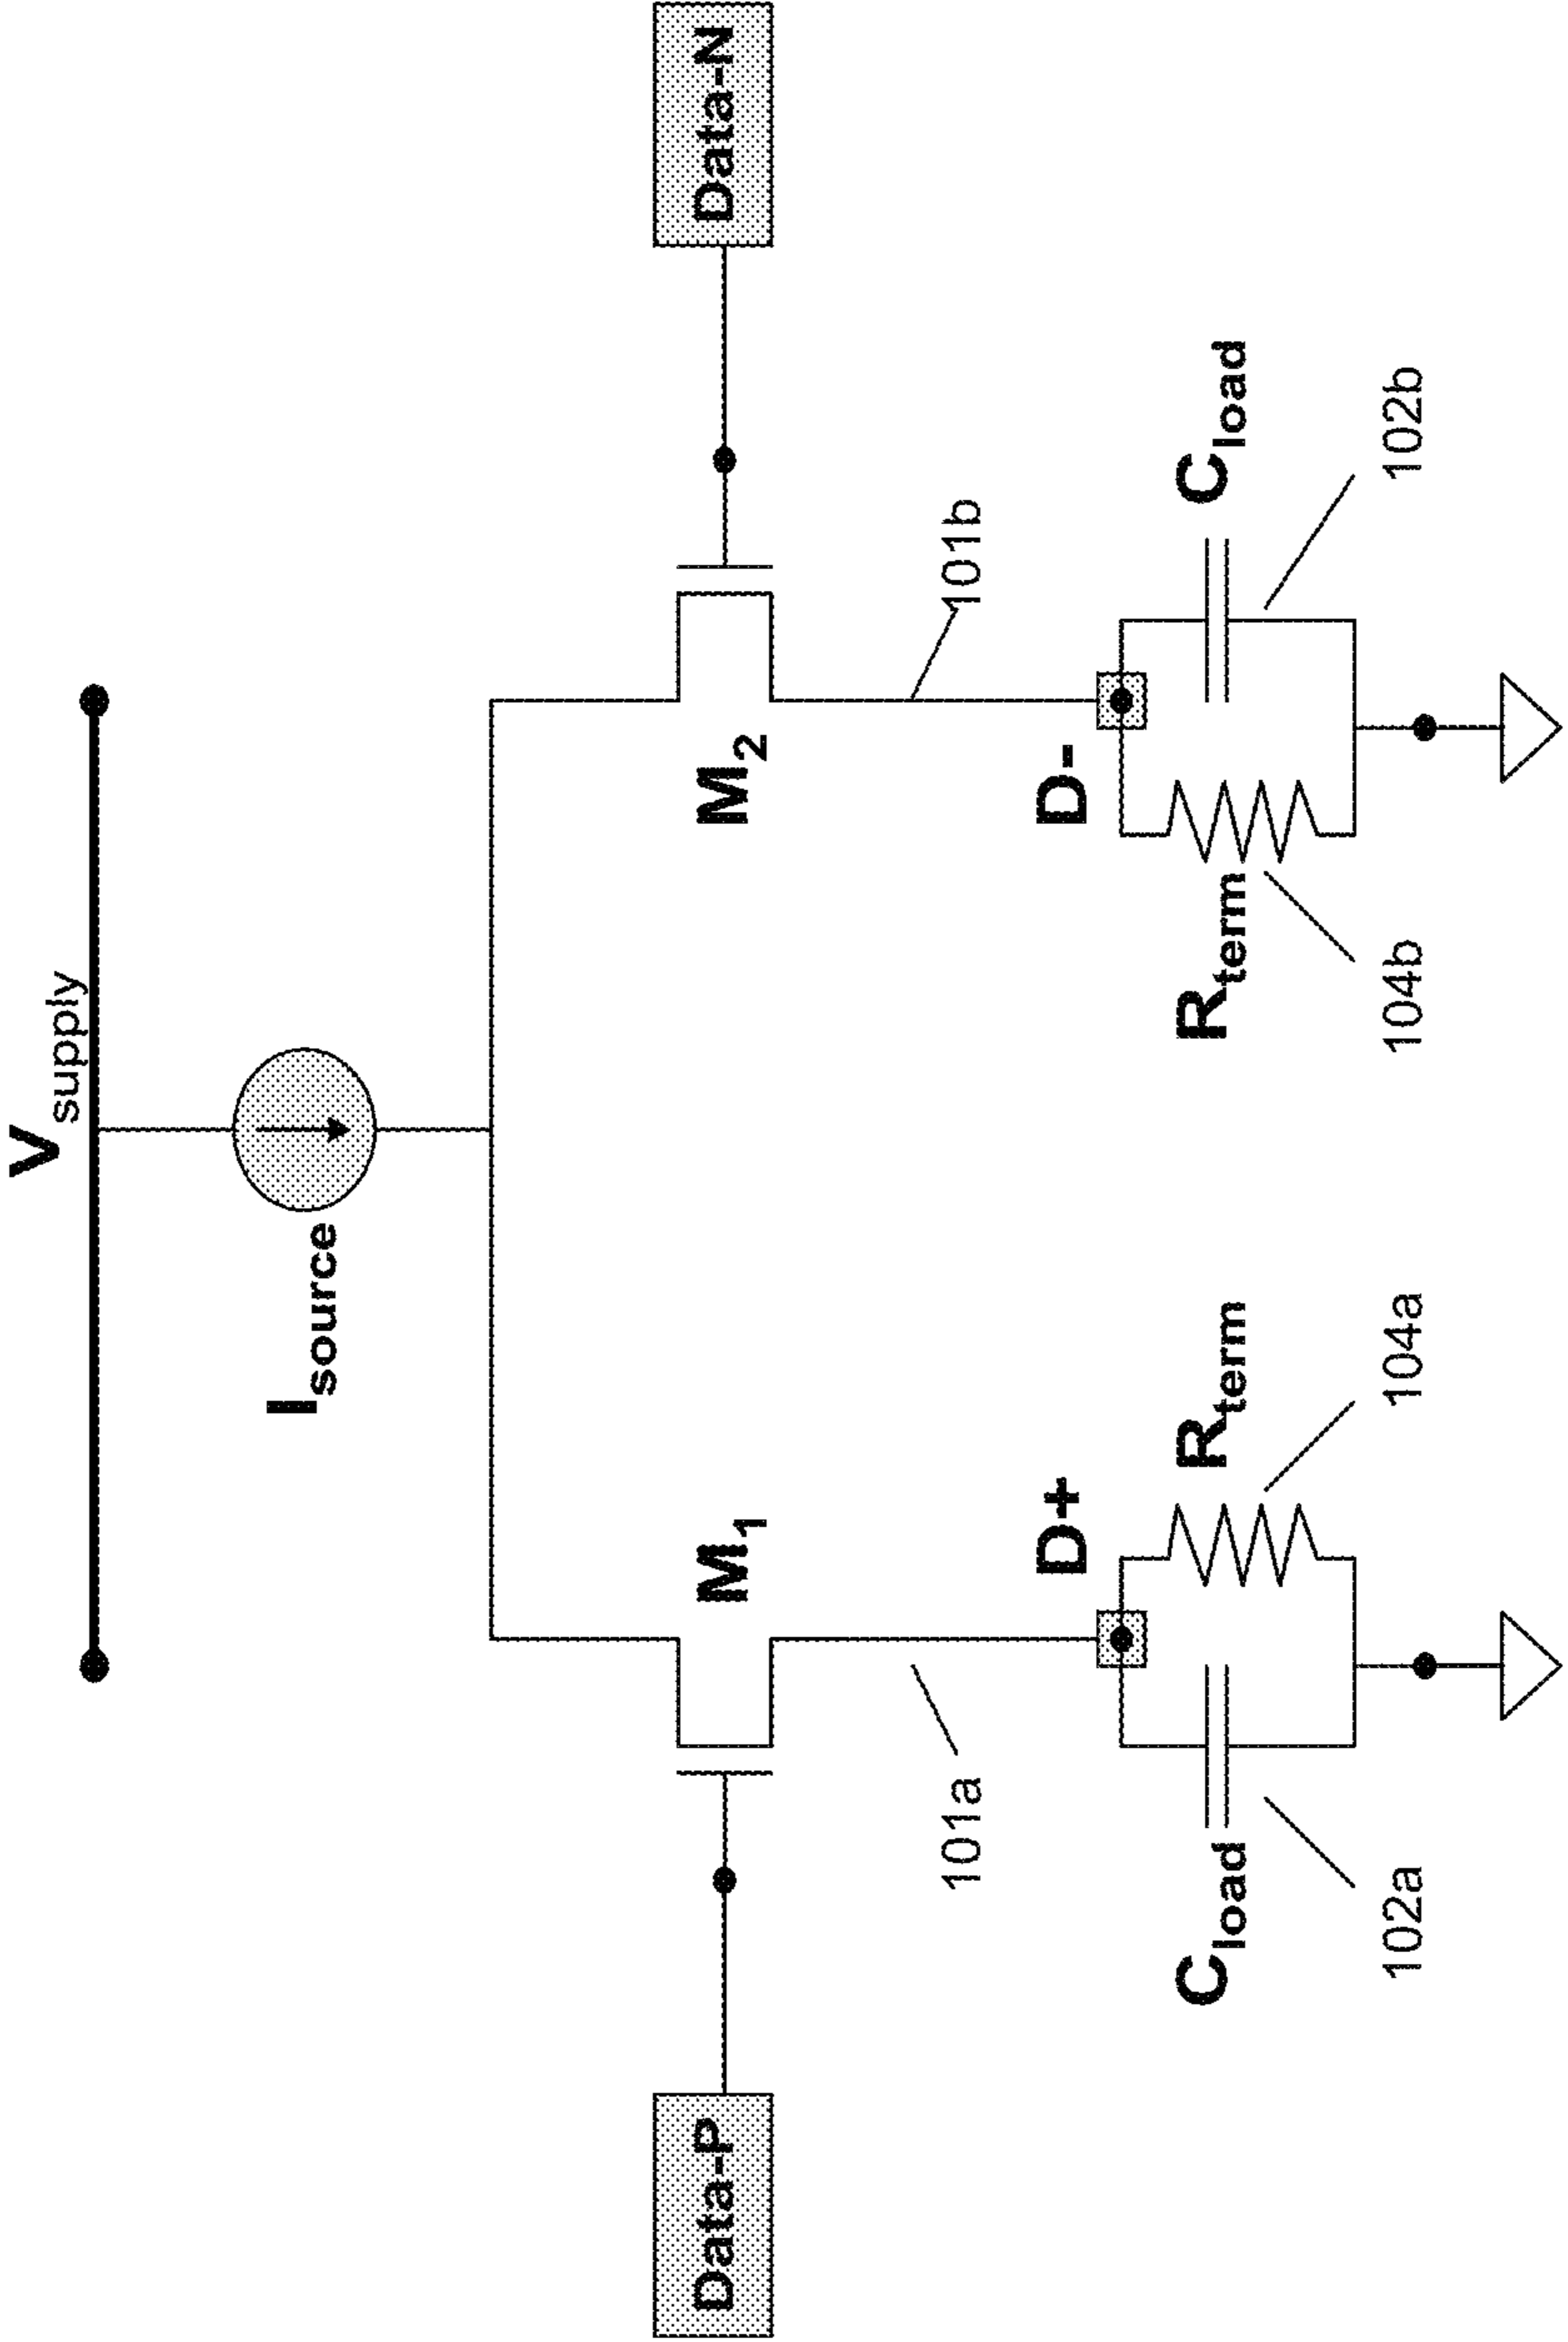 Vsupply
Isource
Data-P
M1
M2
Data-N
101a
101b
D+
D-
Cload
Rterm
Rterm
Cload
102a
104a
104b
102b